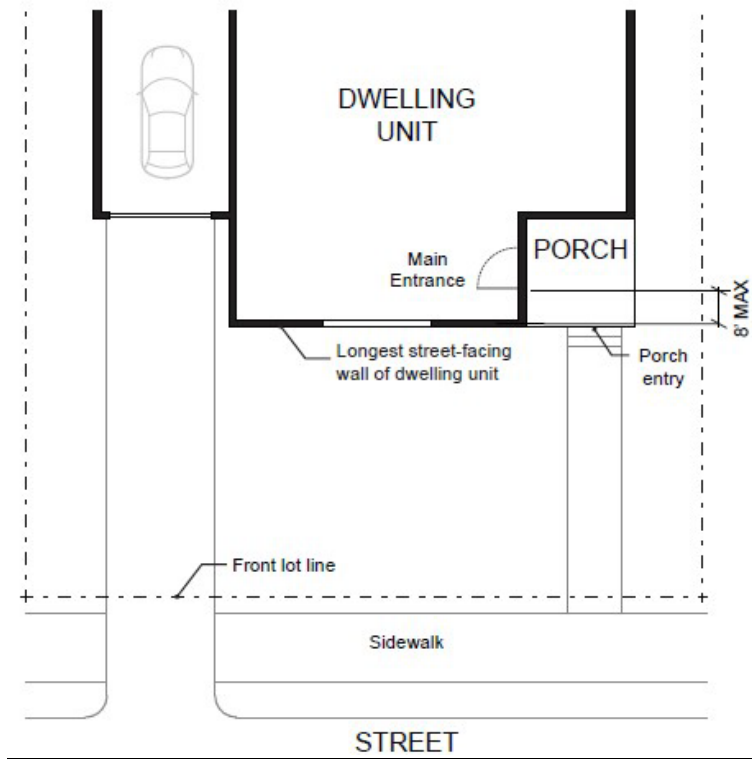 DWELLING
UNIT
PORCH
Main
Entrance
8' MAX
Longest street-facing
wall of dwelling unit
Porch
entry
Front lot line
Sidewalk
STREET